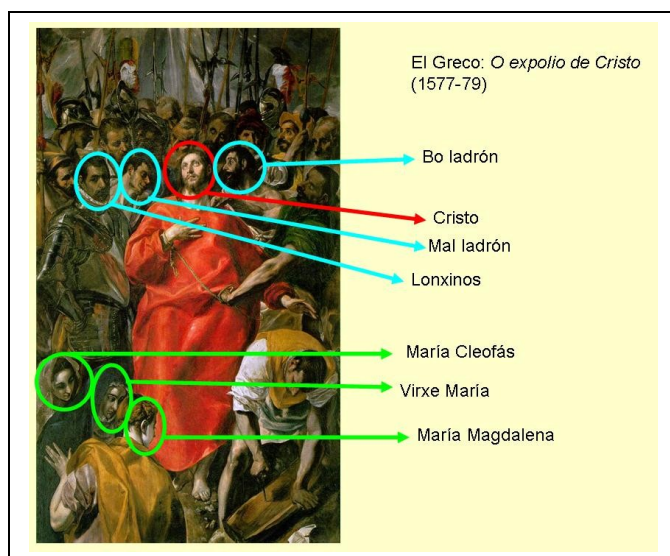 El Greco: O expolio de Cristo
(1577-79)
Bo ladrón
Cristo
Mal ladrón
Lonxinos
María Cleofás
Virxe María
María Magdalena